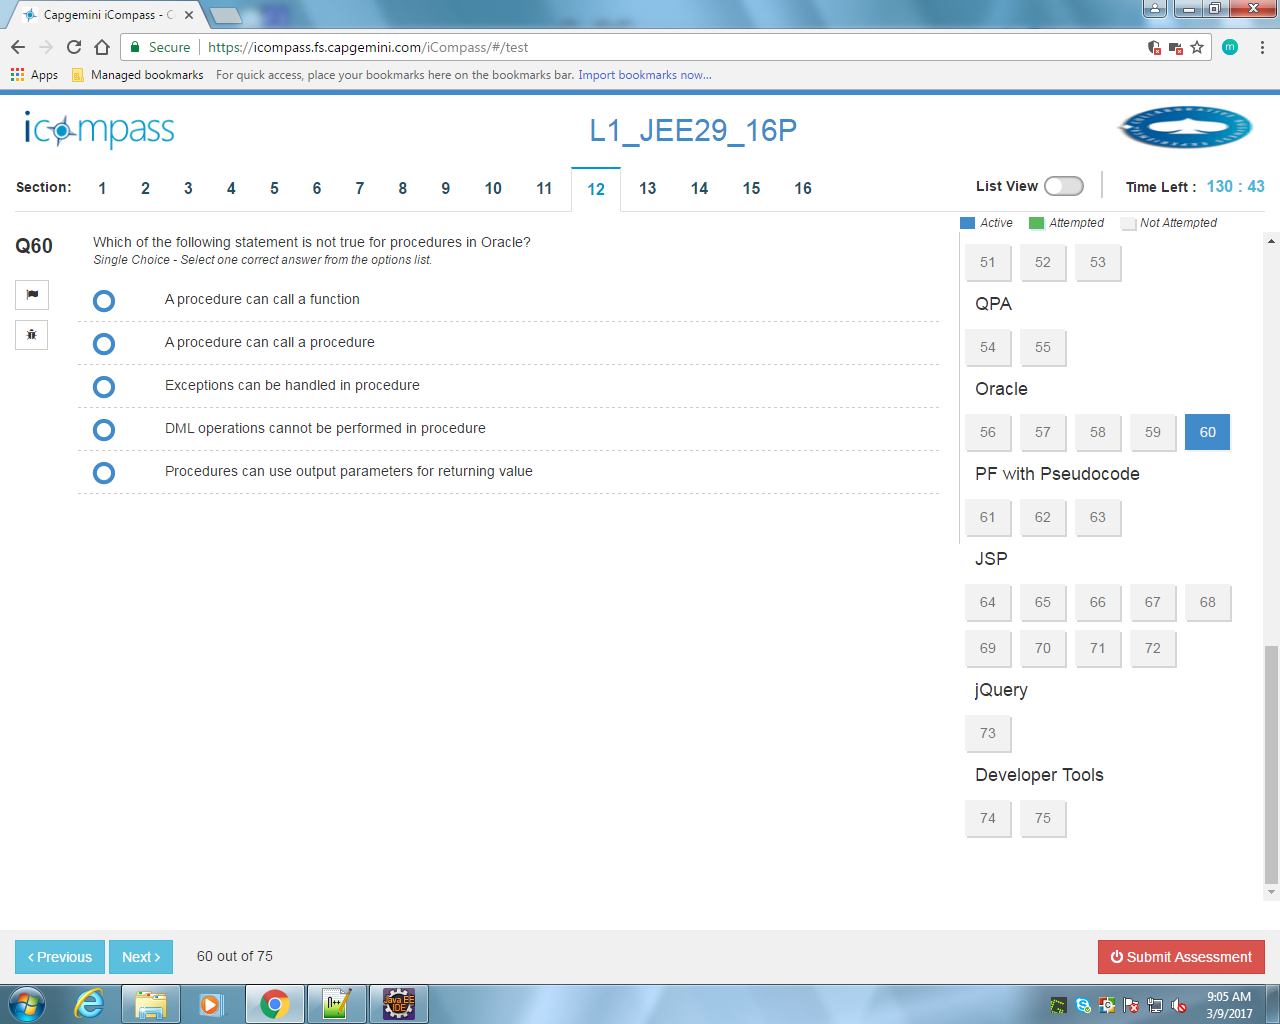 Capgemini iCompass - C
Secure
https://icompass.fs.capgemini.com/iCompass/#/test
m
Apps
Managed bookmarks
For quick access, place your bookmarks here on the bookmarks bar. Import bookmarks now...
icompass
L1_JEE29_16P
Section: 1 2 3 4 5 6 7 8 9 10 11 12 13 14 15 16
List View
Time Left : 130 : 43
Active Attempted Not Attempted
Q60
Which of the following statement is not true for procedures in Oracle?
Single Choice - Select one correct answer from the options list.
A procedure can call a function
A procedure can call a procedure
Exceptions can be handled in procedure
DML operations cannot be performed in procedure
Procedures can use output parameters for returning value
51 52 53
QPA
54 55
Oracle
56 57 58 59 60
PF with Pseudocode
61 62 63
JSP
64 65 66 67 68
69 70 71 72
jQuery
73
Developer Tools
74 75
‹ Previous
Next ›
60 out of 75
Submit Assessment
Java EE
IDE
9:05 AM
3/9/2017